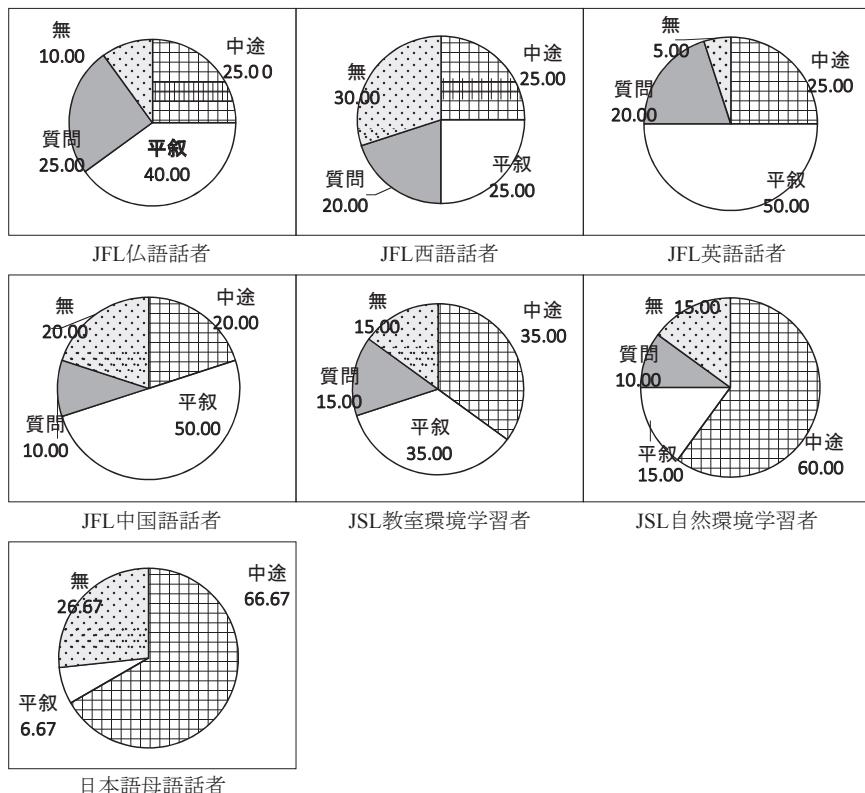 無
10.00
中途
25.00
質問
25.00
平叙
40.00
JFL仏語話者
無
30.00
中途
25.00
質問
20.00
平叙
25.00
JFL西語話者
無
5.00
中途
25.00
質問
20.00
平叙
50.00
JFL英語話者
無
20.00
中途
20.00
平叙
50.00
質問
10.00
JFL中国語話者
無
15.00
中途
35.00
質問
15.00
平叙
35.00
JSL教室環境学習者
無 15.00
質問
10.00
平叙
15.00
中途
60.00
JSL自然環境学習者
無
26.67
中途
66.67
平叙
6.67
日本語母語話者